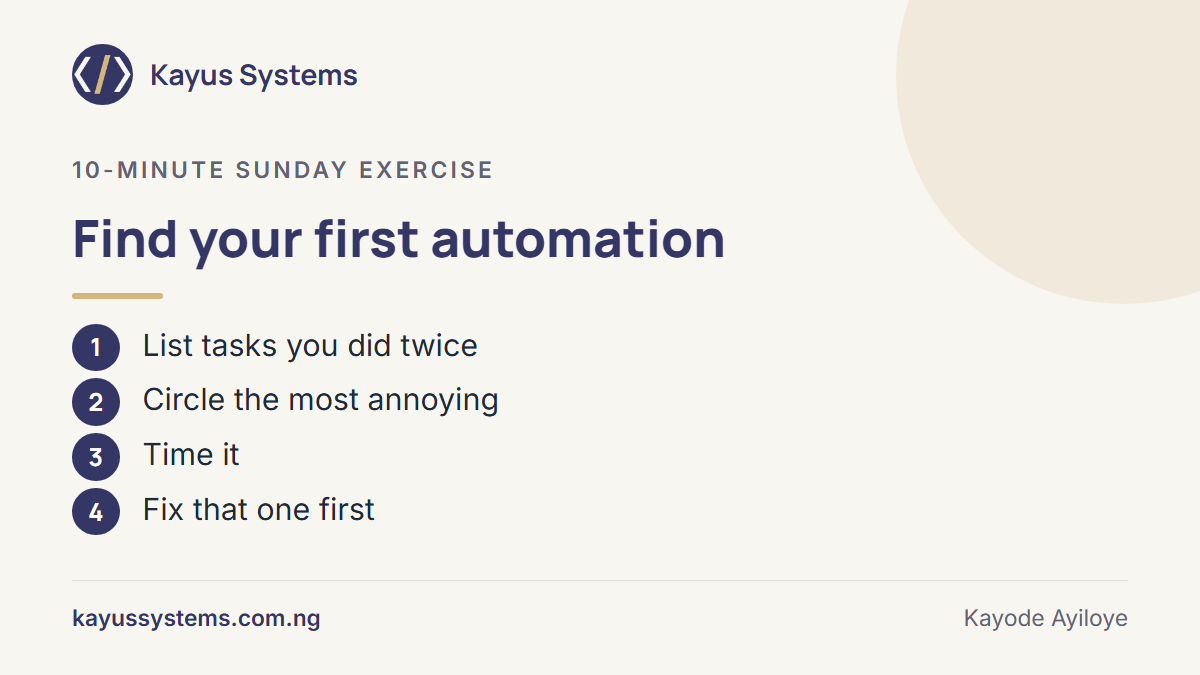 </> Kayus Systems
10-MINUTE SUNDAY EXERCISE
Find your first automation
1 List tasks you did twice
2 Circle the most annoying
3 Time it
4 Fix that one first
kayussystems.com.ng
Kayode Ayiloye